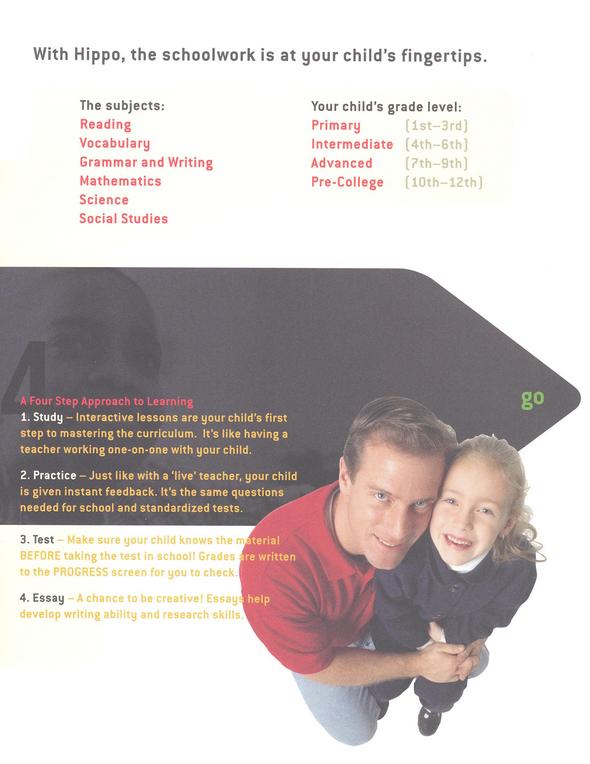 With Hippo, the schoolwork is at your child's fingertips.
The subjects:
Reading
Vocabulary
Grammar and Writing
Mathematics
Science
Social Studies
Your child's grade level:
Primary (1st–3rd)
Intermediate (4th–6th)
Advanced (7th–9th)
Pre-College (10th–12th)
4
go
A Four Step Approach to Learning
1. Study – Interactive lessons are your child's first
step to mastering the curriculum. It's like having a
teacher working one-on-one with your child.
2. Practice – Just like with a 'live' teacher, your child
is given instant feedback. It's the same questions
needed for school and standardized tests.
3. Test – Make sure your child knows the material
BEFORE taking the test in school! Grades are written
to the PROGRESS screen for you to check.
4. Essay – A chance to be creative! Essays help
develop writing ability and research skills.